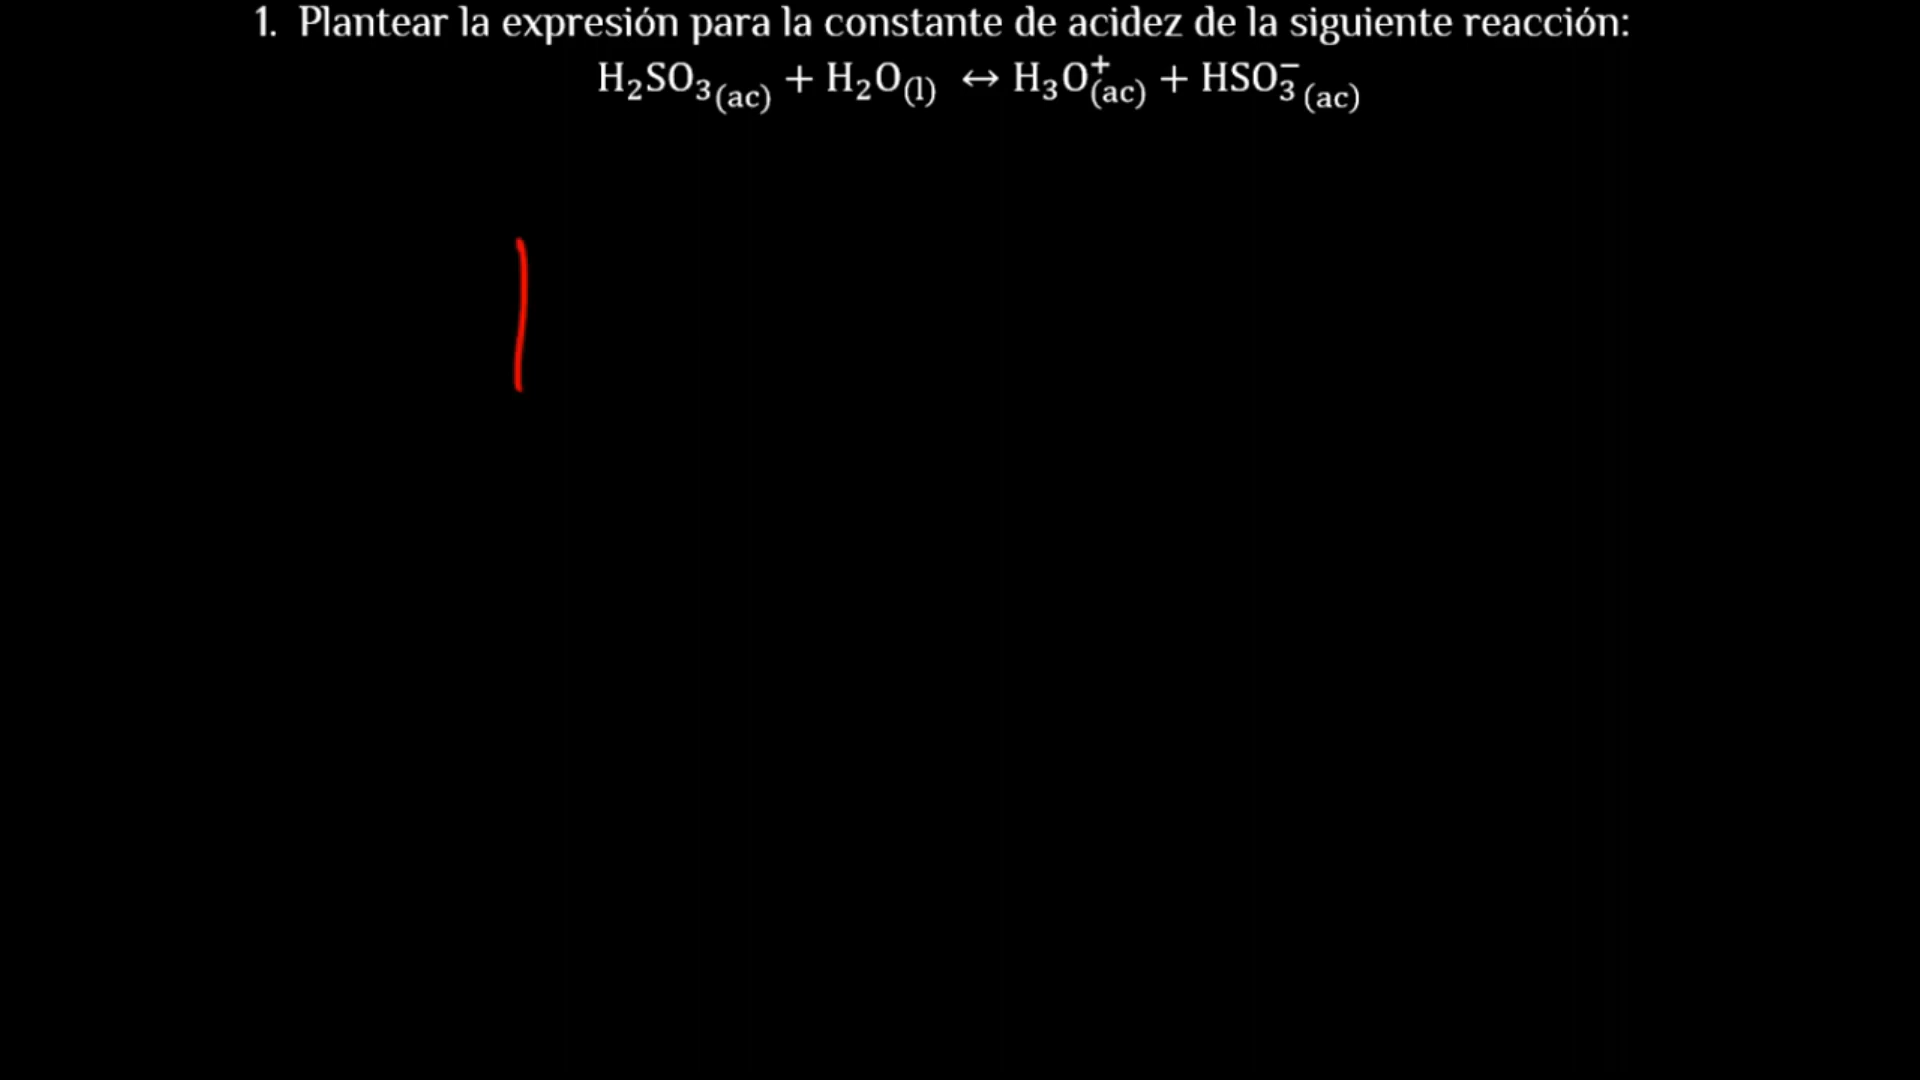 1. Plantear la expresión para la constante de acidez de la siguiente reacción:
H₂SO₃(ac) + H₂O(l) ↔ H₃O⁺(ac) + HSO₃⁻(ac)